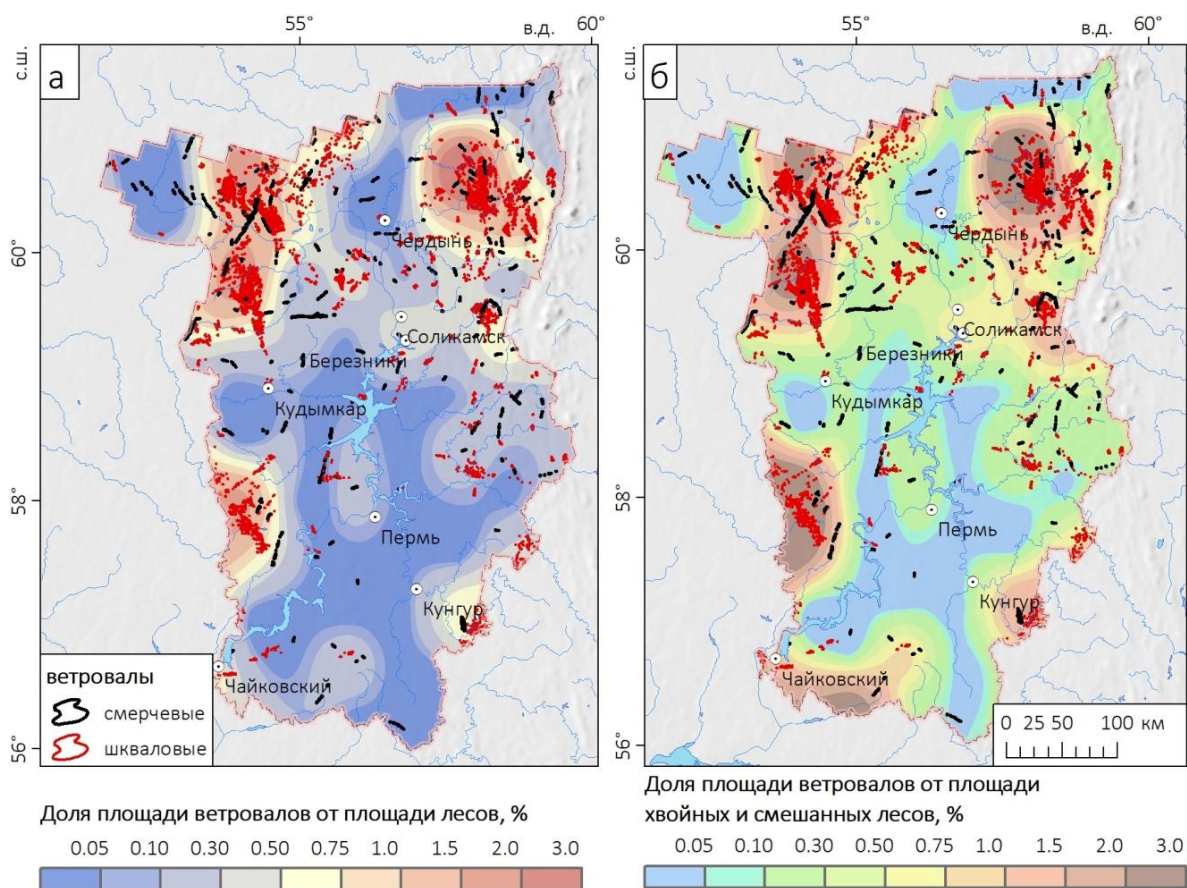 55°
в.д.
60°
с.ш.
а
60°
58°
56°
Чердынь
Соликамск
Березники
Кудымкар
Пермь
Кунгур
Чайковский
ветровалы
смерчевые
шкваловые
Доля площади ветровалов от площади лесов, %
0.05 0.10 0.30 0.50 0.75 1.0 1.5 2.0 3.0
55°
в.д.
60°
с.ш.
б
60°
58°
56°
Чердынь
Соликамск
Березники
Кудымкар
Пермь
Кунгур
Чайковский
0 25 50 100 км
Доля площади ветровалов от площади
хвойных и смешанных лесов, %
0.05 0.10 0.30 0.50 0.75 1.0 1.5 2.0 3.0